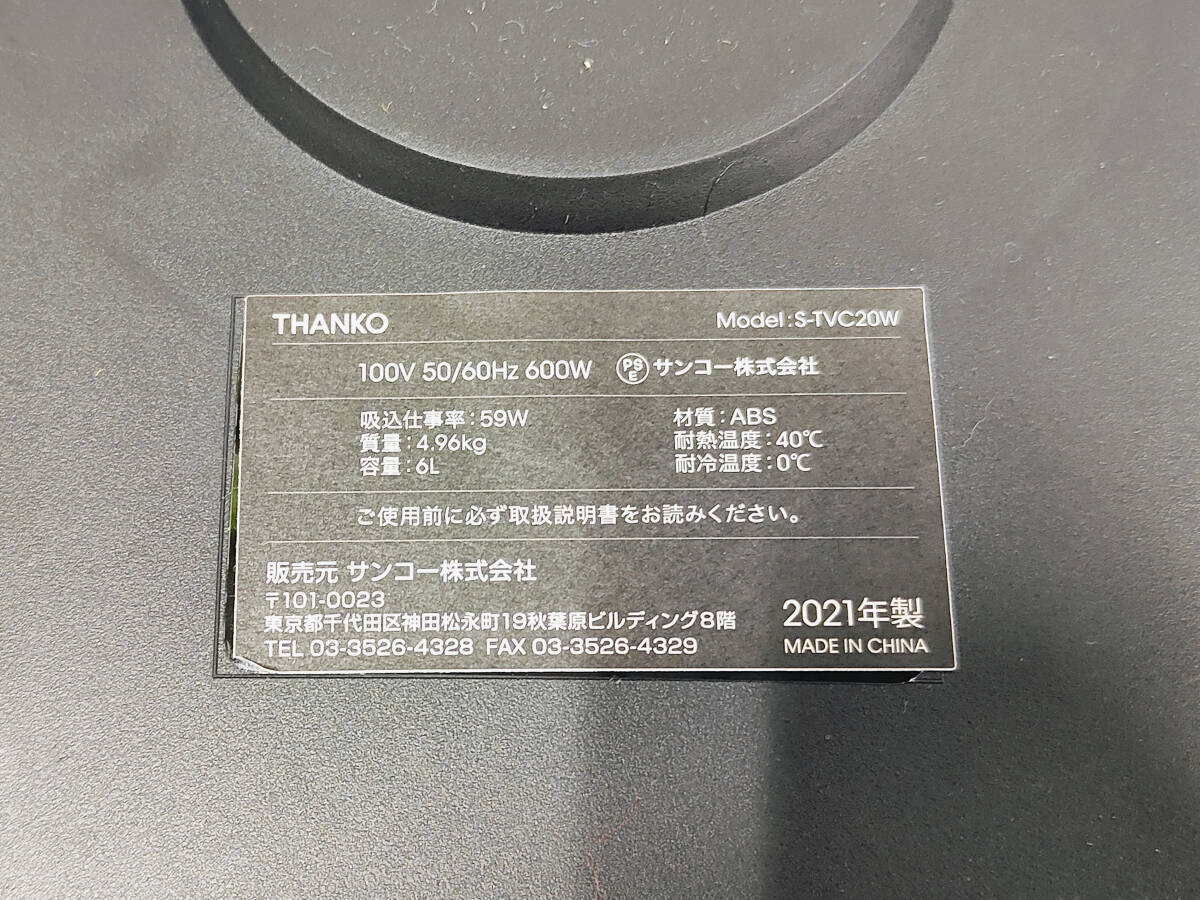 THANKO Model:S-TVC20W
100V 50/60Hz 600W PSE サンコー株式会社
吸込仕事率:59W 材質:ABS
質量:4.96kg 耐熱温度:40℃
容量:6L 耐冷温度:0℃
ご使用前に必ず取扱説明書をお読みください。
販売元 サンコー株式会社
〒101-0023
東京都千代田区神田松永町19秋葉原ビルディング8階 2021年製
TEL 03-3526-4328 FAX 03-3526-4329 MADE IN CHINA